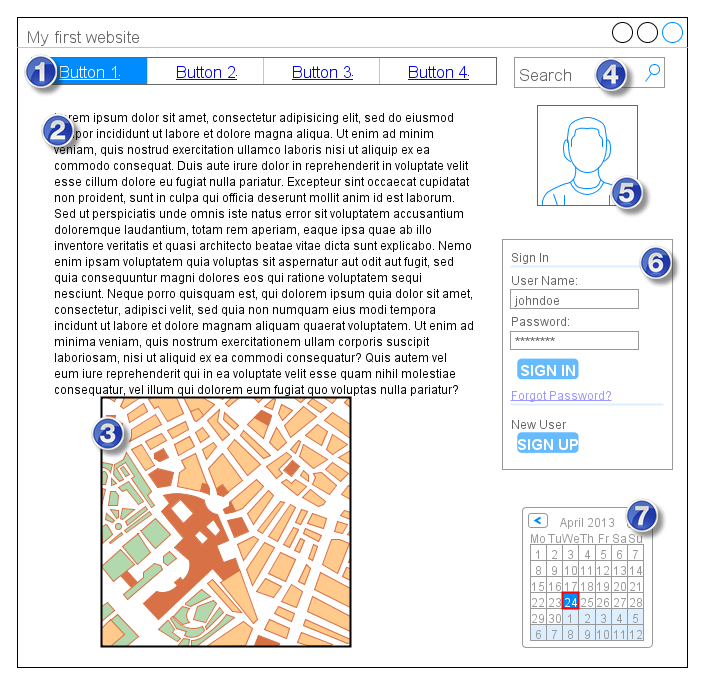 My first website
1 Button 1. Button 2. Button 3. Button 4.
Search 4
2
sit amet, consectetur adipisicing elit, sed do eiusmod
incididunt ut labore et dolore magna aliqua. Ut enim ad minim
veniam, quis nostrud exercitation ullamco laboris nisi ut aliquip ex ea
commodo consequat. Duis aute irure dolor in reprehenderit in voluptate velit
esse cillum dolore eu fugiat nulla pariatur. Excepteur sint occaecat cupidatat
non proident, sunt in culpa qui officia deserunt mollit anim id est laborum.
Sed ut perspiciatis unde omnis iste natus error sit voluptatem accusantium
doloremque laudantium, totam rem aperiam, eaque ipsa quae ab illo
inventore veritatis et quasi architecto beatae vitae dicta sunt explicabo. Nemo
enim ipsam voluptatem quia voluptas sit aspernatur aut odit aut fugit, sed
quia consequuntur magni dolores eos qui ratione voluptatem sequi
nesciunt. Neque porro quisquam est, qui dolorem ipsum quia dolor sit amet,
consectetur, adipisci velit, sed quia non numquam eius modi tempora
incidunt ut labore et dolore magnam aliquam quaerat voluptatem. Ut enim ad
minima veniam, quis nostrum exercitationem ullam corporis suscipit
laboriosam, nisi ut aliquid ex ea commodi consequatur? Quis autem vel
eum iure reprehenderit qui in ea voluptate velit esse quam nihil molestiae
consequatur, vel illum qui dolorem eum fugiat quo voluptas nulla pariatur?
3
5
6
Sign In
User Name:
johndoe
Password:
********
SIGN IN
Forgot Password?
New User
SIGN UP
7
< April 2013
Mo Tu We Th Fr Sa Su
1 2 3 4 5 6 7
8 9 10 11 12 13 14
15 16 17 18 19 20 21
22 23 24 25 26 27 28
29 30 1 2 3 4 5
6 7 8 9 10 11 12